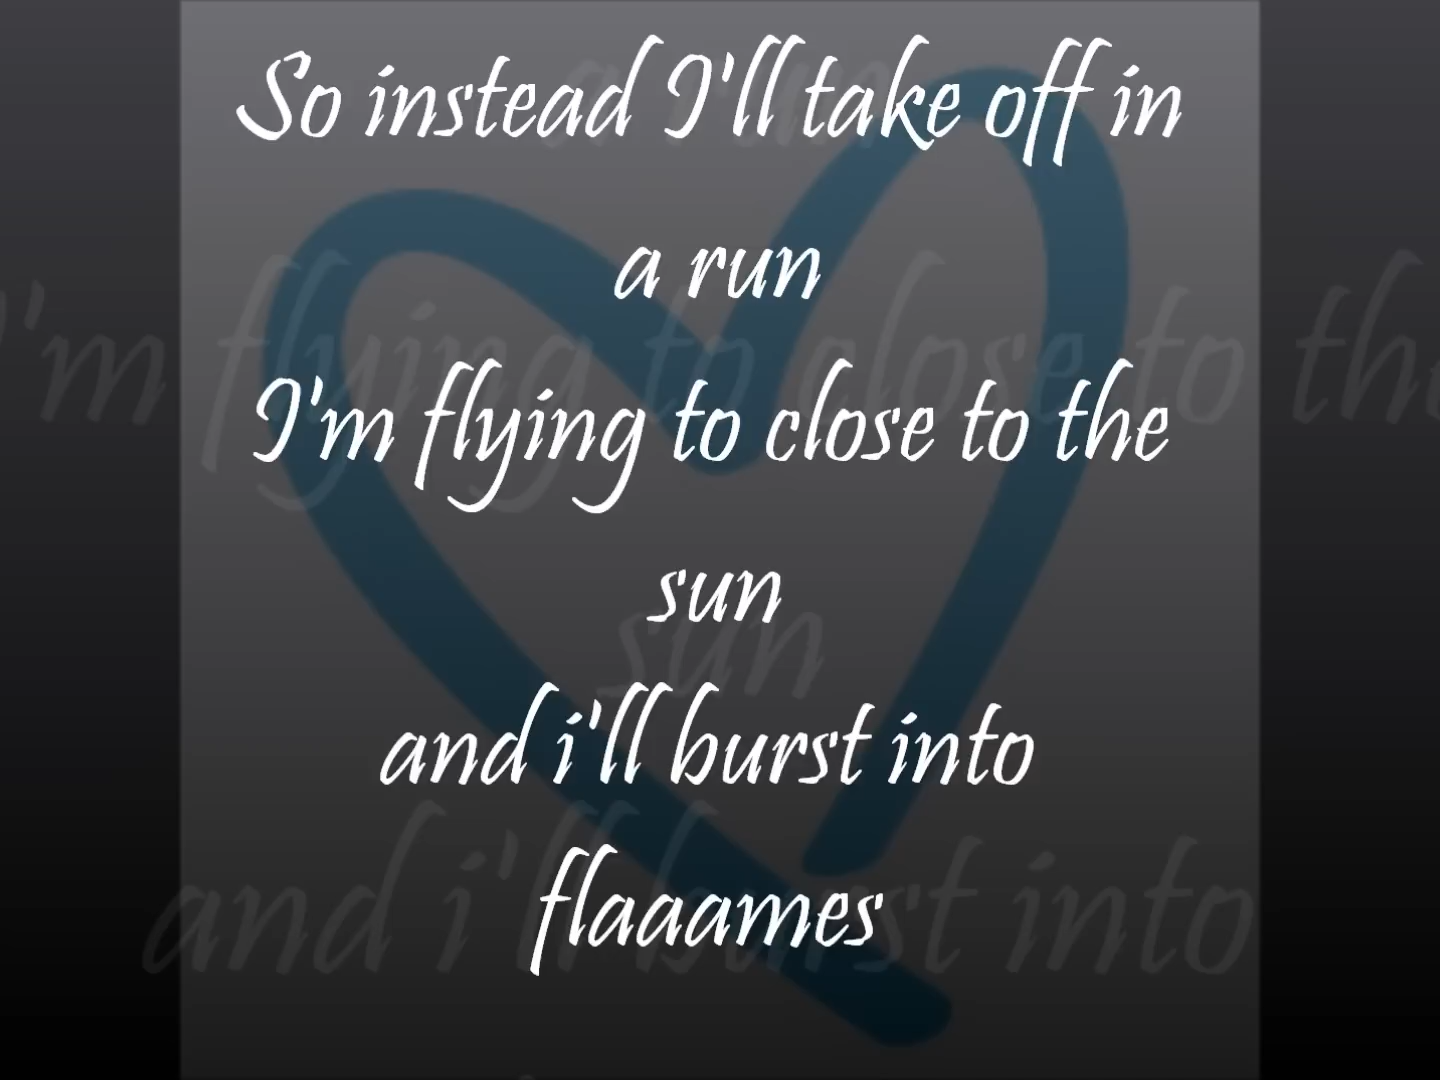 So instead I'll take off in
a run
I'm flying to close to the
sun
and i'll burst into
flaaames